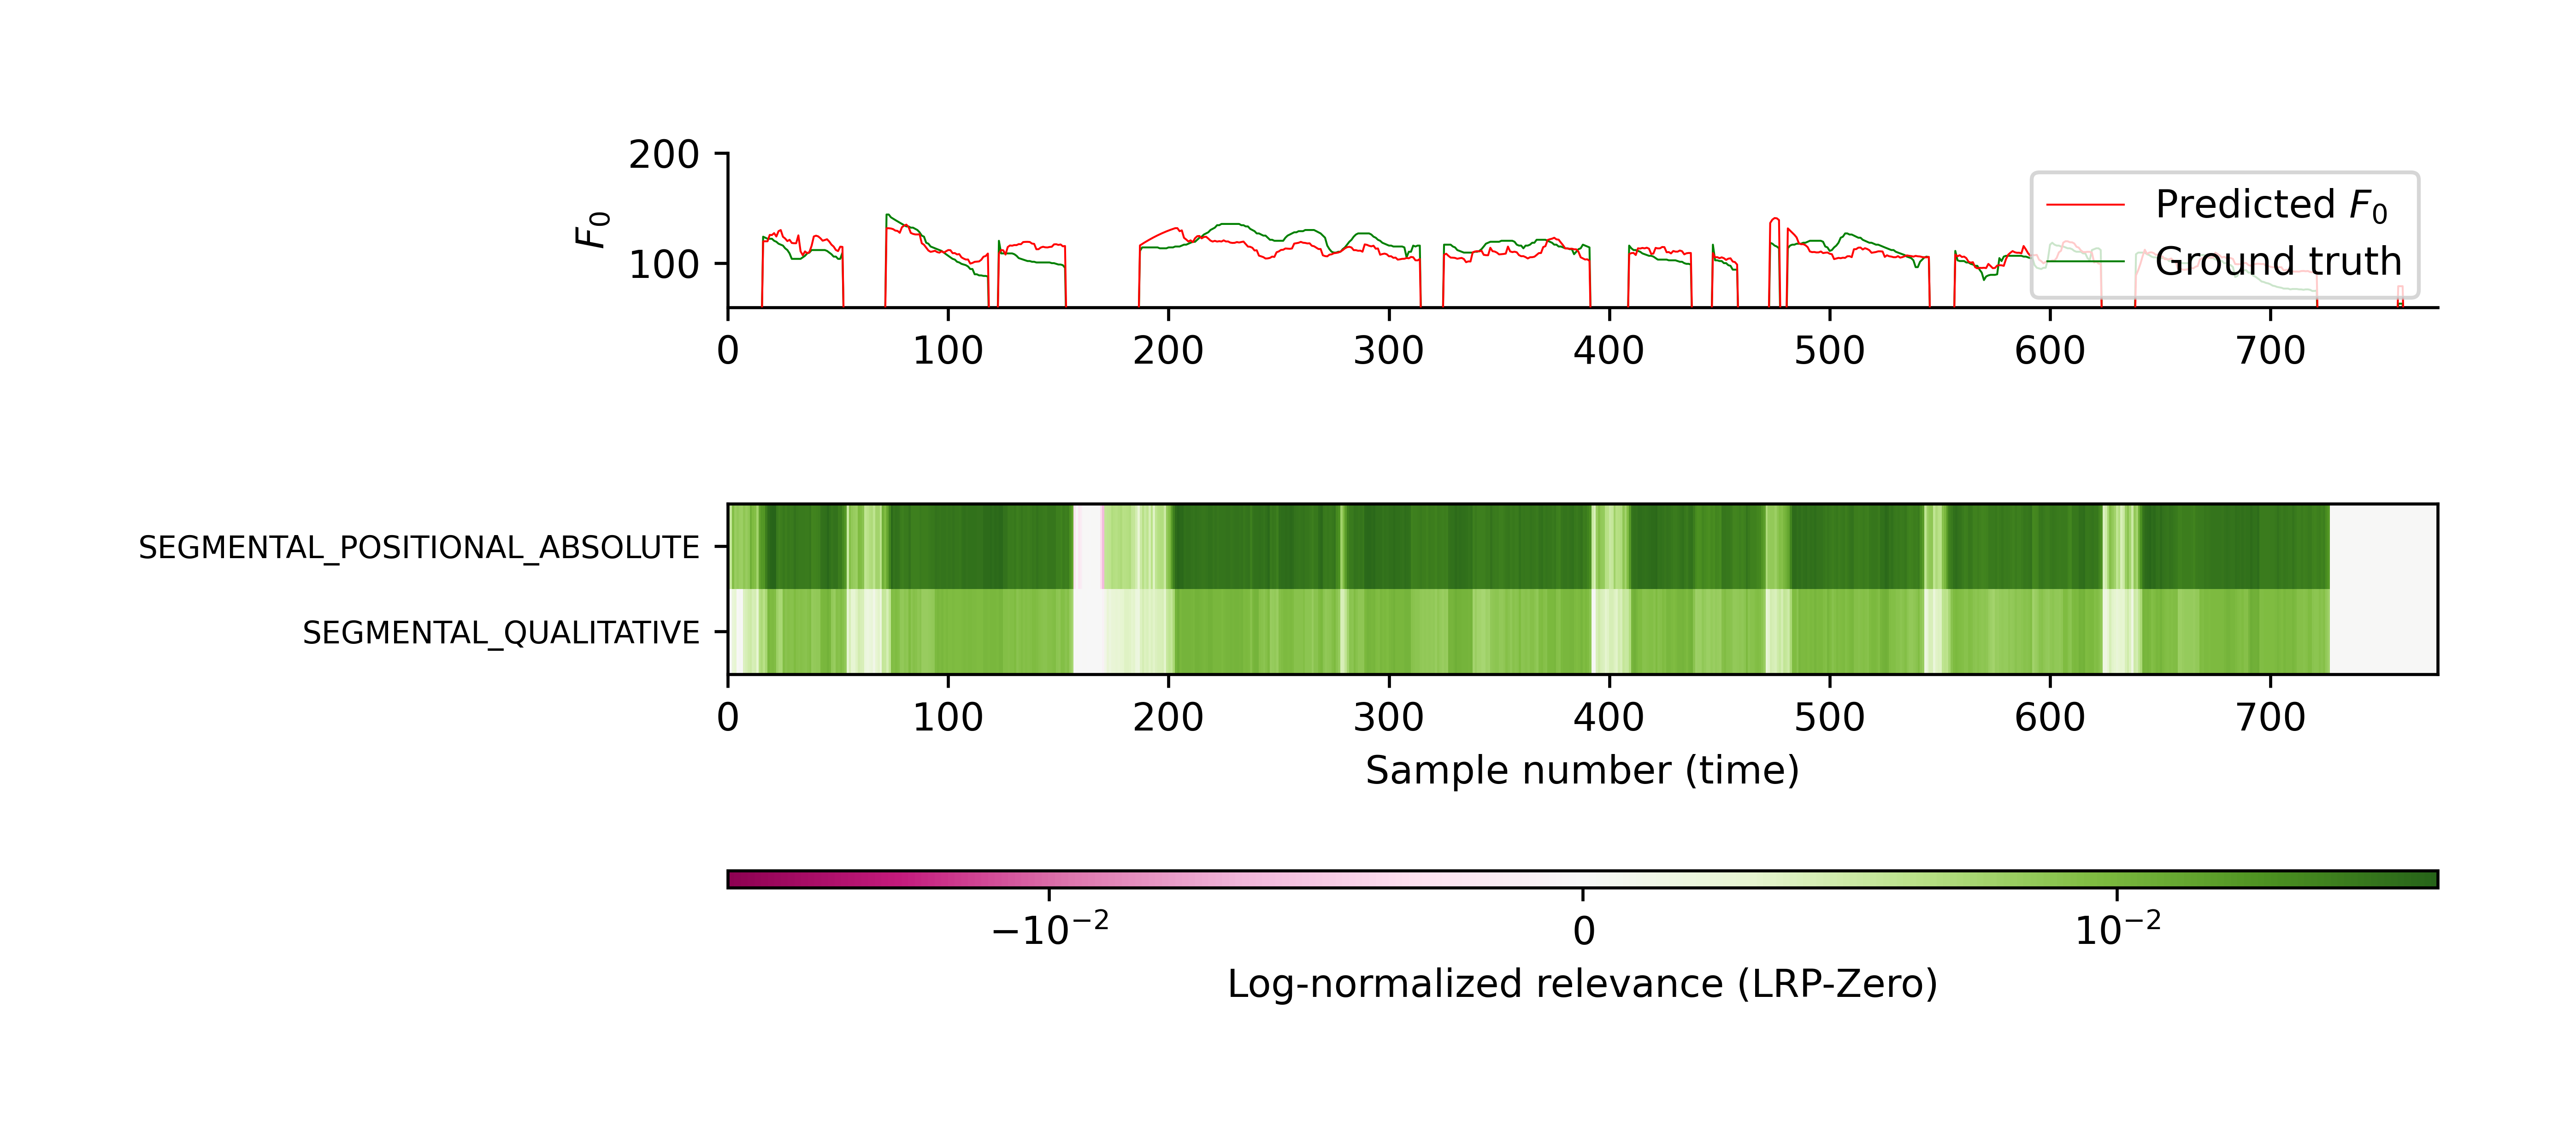 200
100
F₀
Predicted F₀
Ground truth
0 100 200 300 400 500 600 700
SEGMENTAL_POSITIONAL_ABSOLUTE
SEGMENTAL_QUALITATIVE
0 100 200 300 400 500 600 700
Sample number (time)
−10⁻² 0 10⁻²
Log-normalized relevance (LRP-Zero)